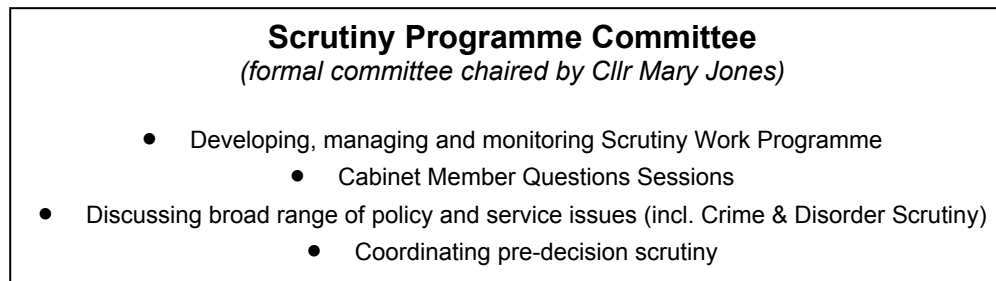 Scrutiny Programme Committee
(formal committee chaired by Cllr Mary Jones)
● Developing, managing and monitoring Scrutiny Work Programme
● Cabinet Member Questions Sessions
● Discussing broad range of policy and service issues (incl. Crime & Disorder Scrutiny)
● Coordinating pre-decision scrutiny